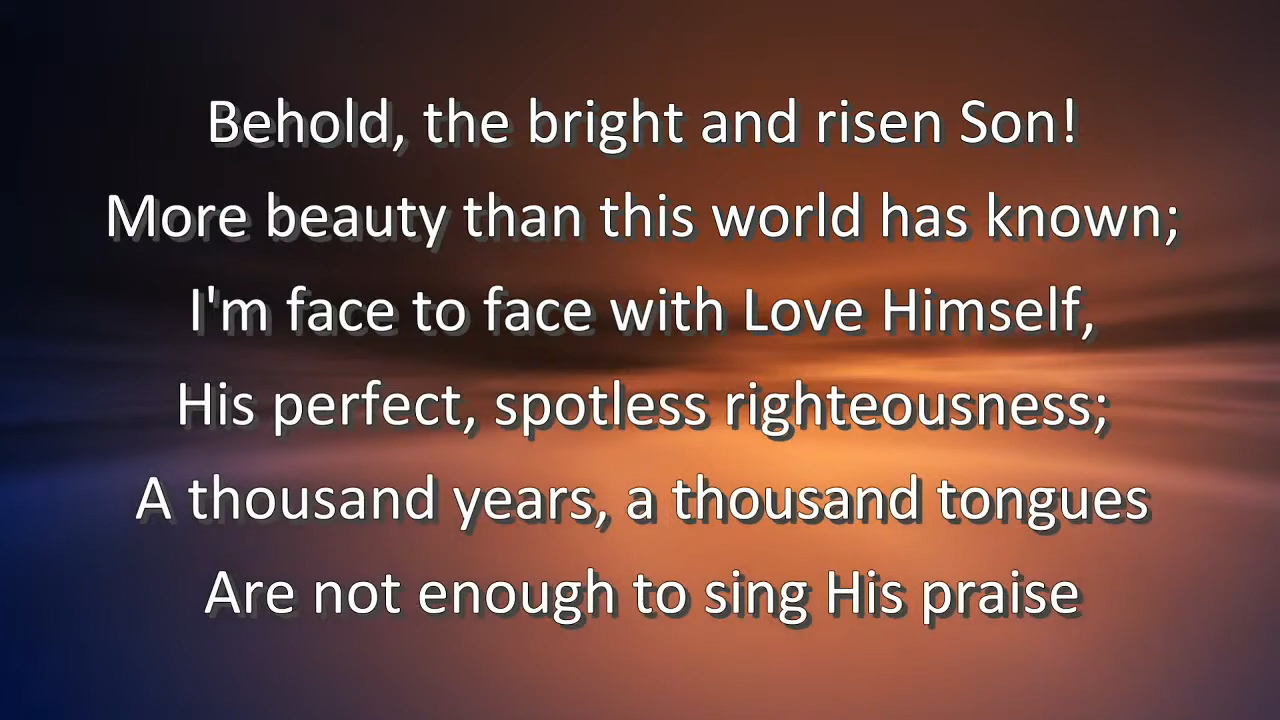 Behold, the bright and risen Son!
More beauty than this world has known;
I'm face to face with Love Himself,
His perfect, spotless righteousness;
A thousand years, a thousand tongues
Are not enough to sing His praise